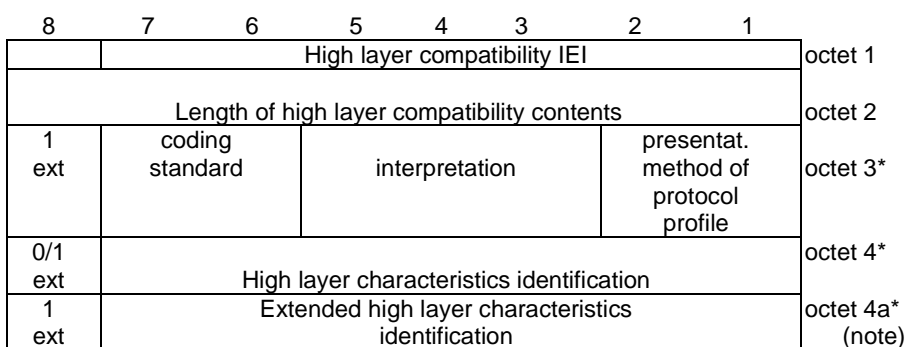 8 7 6 5 4 3 2 1
High layer compatibility IEI octet 1
Length of high layer compatibility contents octet 2
1 coding presentat.
ext standard interpretation method of octet 3*
protocol
profile
0/1 octet 4*
ext High layer characteristics identification
1 Extended high layer characteristics octet 4a*
ext identification (note)